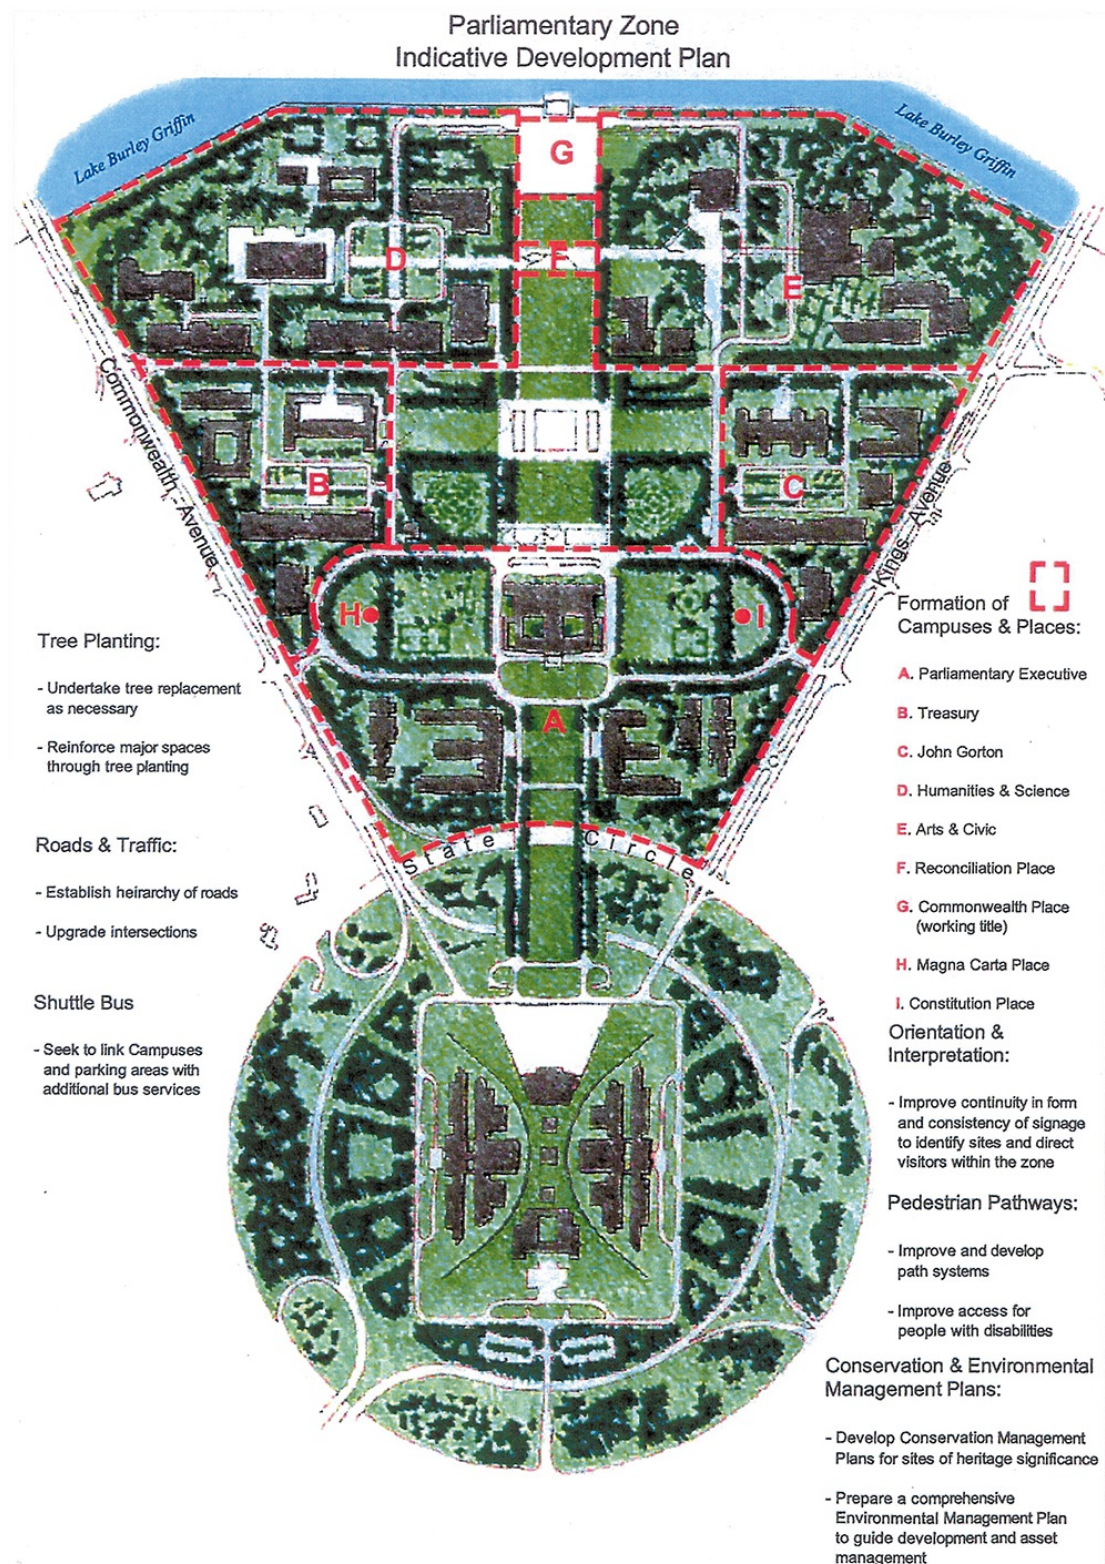 Parliamentary Zone
Indicative Development Plan
Lake Burley Griffin
Lake Burley Griffin
G
D
F
E
Commonwealth Avenue
B
C
Kings Avenue
H
I
A
State Circle
Tree Planting:
- Undertake tree replacement
as necessary
- Reinforce major spaces
through tree planting
Roads & Traffic:
- Establish heirarchy of roads
- Upgrade intersections
Shuttle Bus
- Seek to link Campuses
and parking areas with
additional bus services
Formation of
Campuses & Places:
A. Parliamentary Executive
B. Treasury
C. John Gorton
D. Humanities & Science
E. Arts & Civic
F. Reconciliation Place
G. Commonwealth Place
(working title)
H. Magna Carta Place
I. Constitution Place
Orientation &
Interpretation:
- Improve continuity in form
and consistency of signage
to identify sites and direct
visitors within the zone
Pedestrian Pathways:
- Improve and develop
path systems
- Improve access for
people with disabilities
Conservation & Environmental
Management Plans:
- Develop Conservation Management
Plans for sites of heritage significance
- Prepare a comprehensive
Environmental Management Plan
to guide development and asset
management